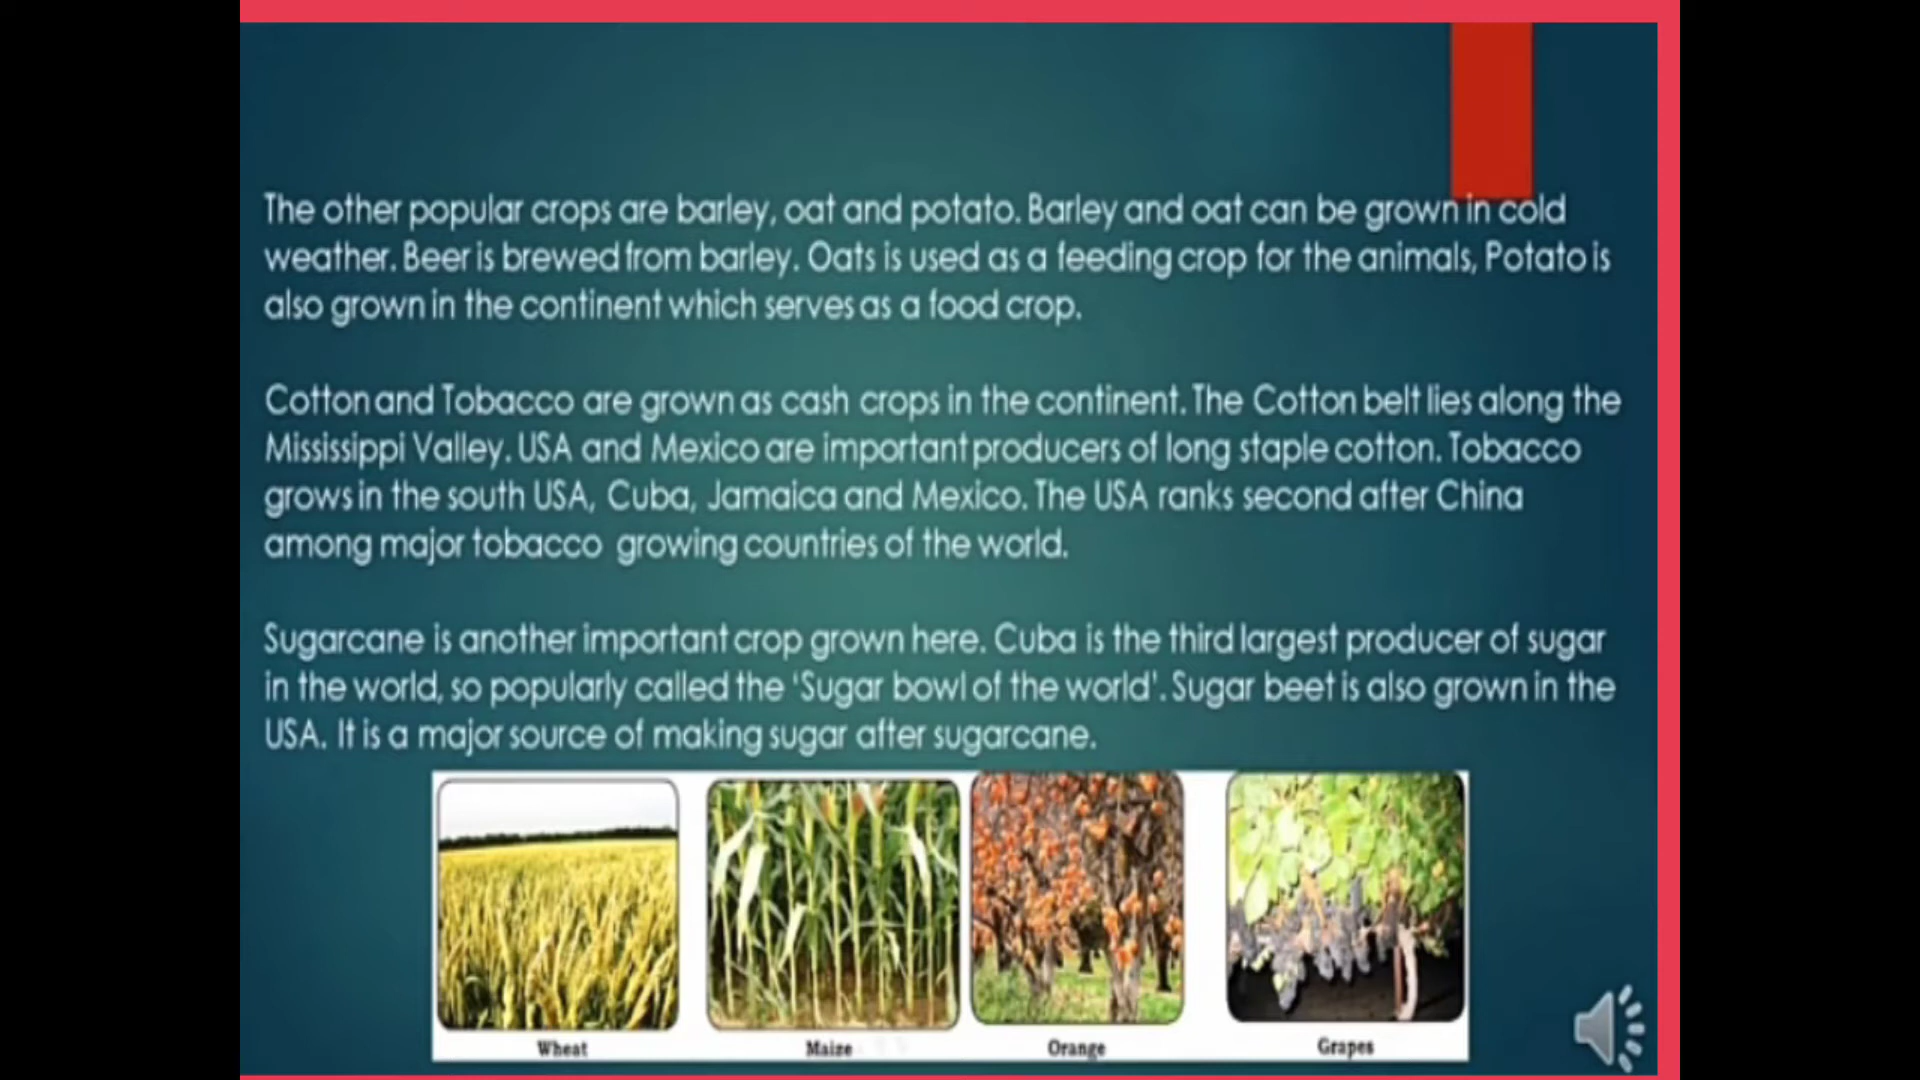 The other popular crops are barley, oat and potato. Barley and oat can be grown in cold
weather. Beer is brewed from barley. Oats is used as a feeding crop for the animals, Potato is
also grown in the continent which serves as a food crop.
Cotton and Tobacco are grown as cash crops in the continent. The Cotton belt lies along the
Mississippi Valley. USA and Mexico are important producers of long staple cotton. Tobacco
grows in the south USA, Cuba, Jamaica and Mexico. The USA ranks second after China
among major tobacco growing countries of the world.
Sugarcane is another important crop grown here. Cuba is the third largest producer of sugar
in the world, so popularly called the 'Sugar bowl of the world'. Sugar beet is also grown in the
USA. It is a major source of making sugar after sugarcane.
Wheat Maize Orange Grapes